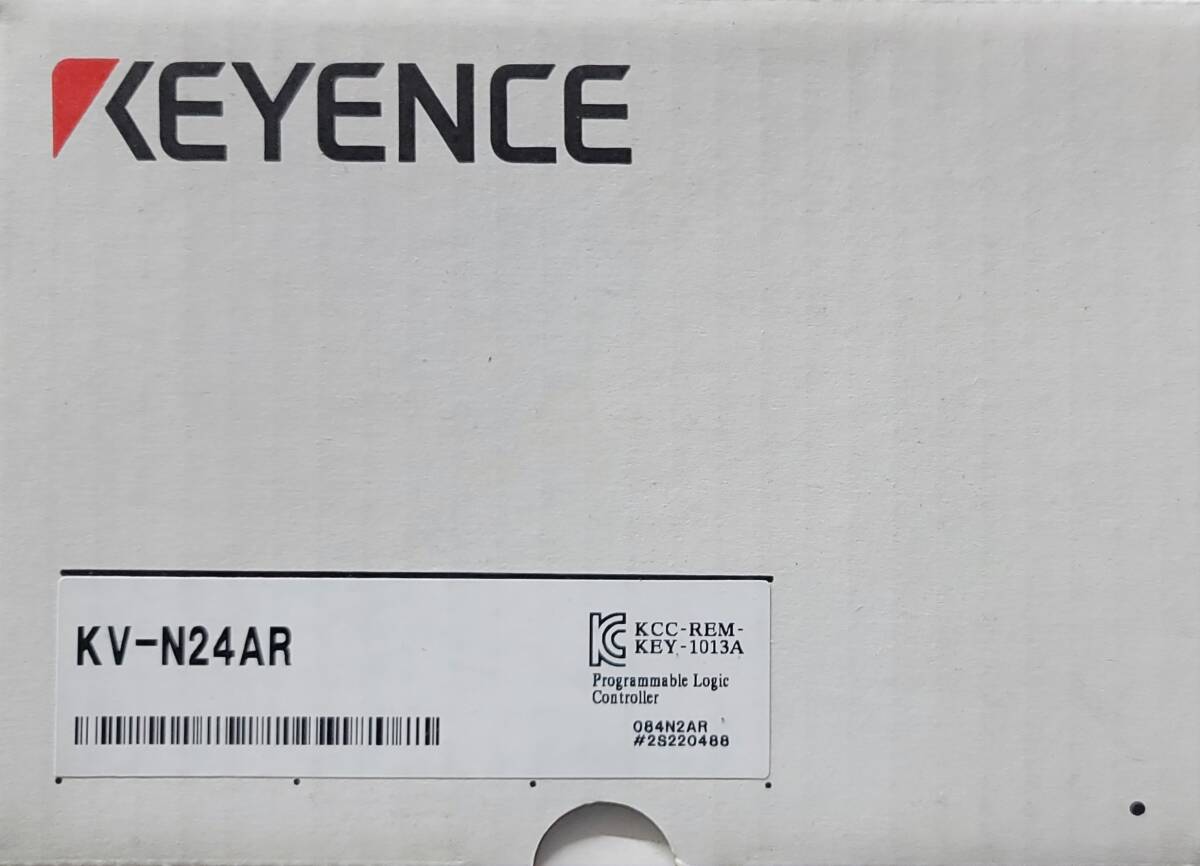 KEYENCE
KV-N24AR
KCC-REM-
KEY-1013A
Programmable Logic
Controller
084N2AR
#2S220488